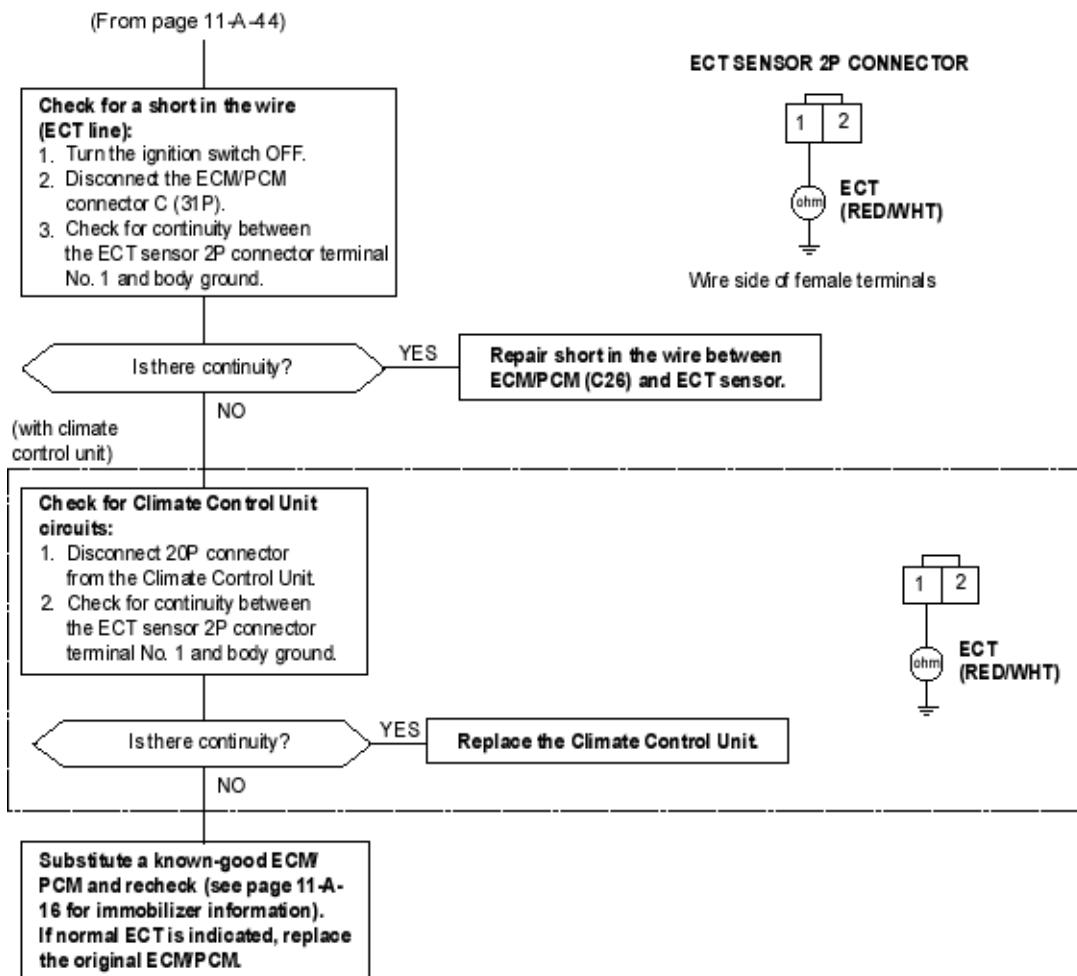 (From page 11-A-44)
Check for a short in the wire
(ECT line):
1. Turn the ignition switch OFF.
2. Disconnect the ECM/PCM
connector C (31P).
3. Check for continuity between
the ECT sensor 2P connector terminal
No. 1 and body ground.
ECT SENSOR 2P CONNECTOR
1 2
ohm
ECT
(RED/WHT)
Wire side of female terminals
Is there continuity?
YES
Repair short in the wire between
ECM/PCM (C26) and ECT sensor.
NO
(with climate
control unit)
Check for Climate Control Unit
circuits:
1. Disconnect 20P connector
from the Climate Control Unit.
2. Check for continuity between
the ECT sensor 2P connector
terminal No. 1 and body ground.
1 2
ohm
ECT
(RED/WHT)
Is there continuity?
YES
Replace the Climate Control Unit.
NO
Substitute a known-good ECM/
PCM and recheck (see page 11-A-
16 for immobilizer information).
If normal ECT is indicated, replace
the original ECM/PCM.